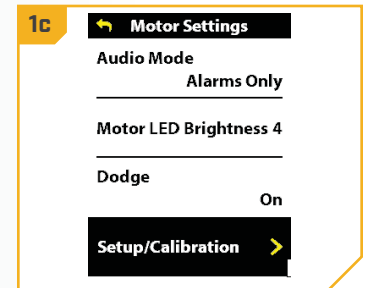 1c
Motor Settings
Audio Mode
Alarms Only
Motor LED Brightness 4
Dodge
On
Setup/Calibration